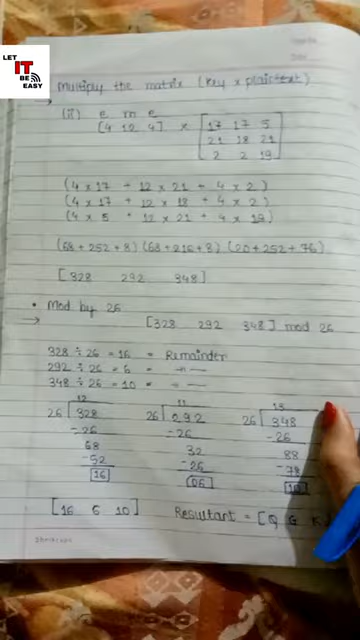 LET
IT
BE
EASY
Multiply the matrix (Key x plaintext)
(ii) e m e
[4 12 4] x [17 17 5
21 18 21
2 2 19]
(4 x 17 + 12 x 21 + 4 x 2)
(4 x 17 + 12 x 18 + 4 x 2)
(4 x 5 + 12 x 21 + 4 x 19)
(68 + 252 + 8) (68 + 216 + 8) (20 + 252 + 76)
[328 292 348]
• Mod by 26
→ [328 292 348] mod 26
328 ÷ 26 = 16 = Remainder
292 ÷ 26 = 6 = —"—
348 ÷ 26 = 10 = —"—
12 11 13
26 328 26 292 26 348
-26 -26 -26
68 32 88
-52 -26 -78
16 06
[16 6 10] Resultant = [Q G K